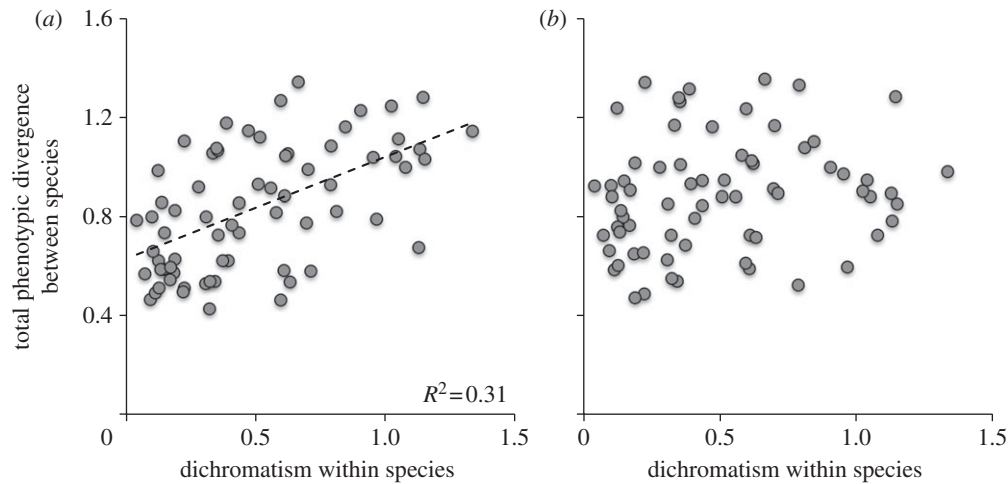 (a)
(b)
total phenotypic divergence
between species
1.6
1.2
0.8
0.4
0
0.5
1.0
1.5
R² = 0.31
dichromatism within species
0
0.5
1.0
1.5
dichromatism within species